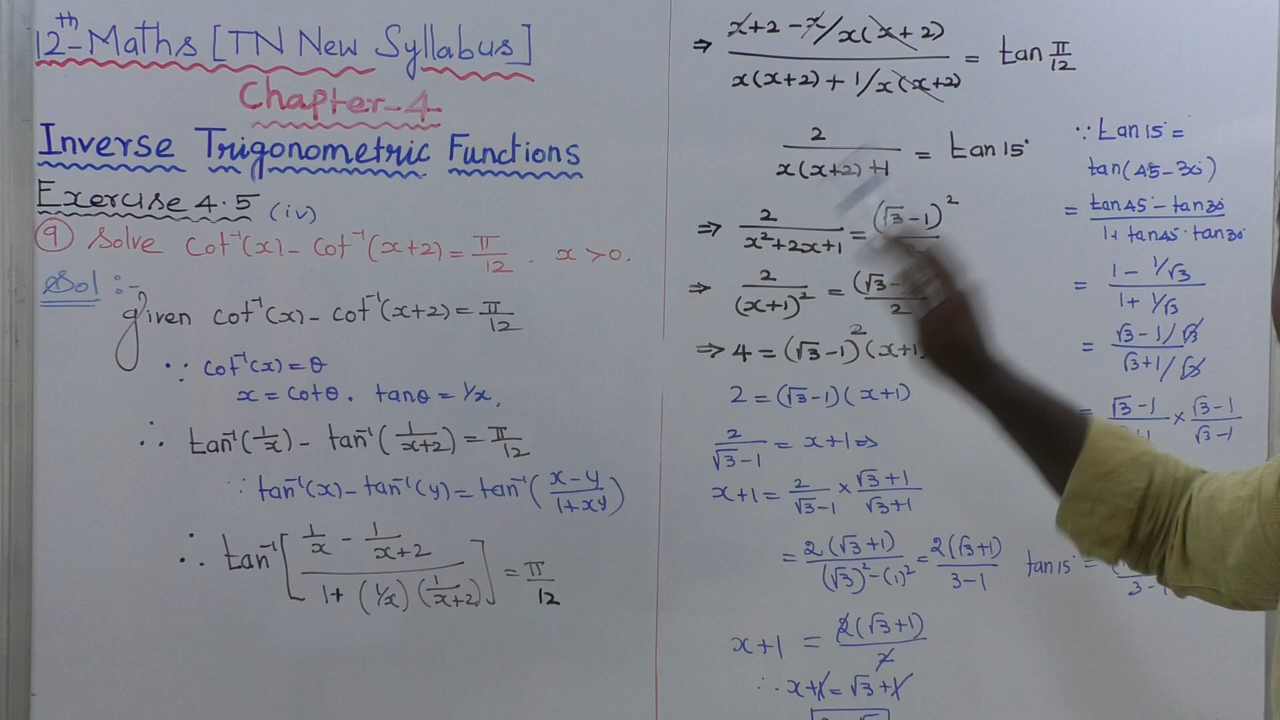 12th-Maths [TN New Syllabus]
Chapter-4
Inverse Trigonometric Functions
Exercise 4.5 (iv)
⑨ Solve Cot⁻¹(x) - Cot⁻¹(x+2) = π/12 . x>0.
Sol :-
Given Cot⁻¹(x) - Cot⁻¹(x+2) = π/12
∵ Cot⁻¹(x) = θ
x = Cotθ . tanθ = 1/x,
∴ tan⁻¹(1/x) - tan⁻¹(1/x+2) = π/12
∵ tan⁻¹(x) - tan⁻¹(y) = tan⁻¹(x-y/1+xy)
∴ tan⁻¹[1/x - 1/x+2 / 1+(1/x)(1/x+2)] = π/12
⇒ x+2-x/x(x+2) / x(x+2)+1/x(x+2) = tan π/12
2/x(x+2)+1 = tan15°
⇒ 2/x²+2x+1 = (√3-1)²
⇒ 2/(x+1)² = (√3- 2
⇒ 4 = (√3-1)²(x+1
2 = (√3-1)(x+1)
2/√3-1 = x+1 ⇒
x+1 = 2/√3-1 × √3+1/√3+1
= 2(√3+1)/(√3)²-(1)² = 2(√3+1)/3-1
x+1 = 2(√3+1)/2
∴ x+1 = √3+1
∵ tan15° =
tan(45-30°)
= tan45° - tan30°/1+tan45°.tan30°
= 1 - 1/√3 / 1 + 1/√3
= √3-1/√3 / √3+1/√3
= √3-1 × √3-1/√3-1
tan15° = 3-1